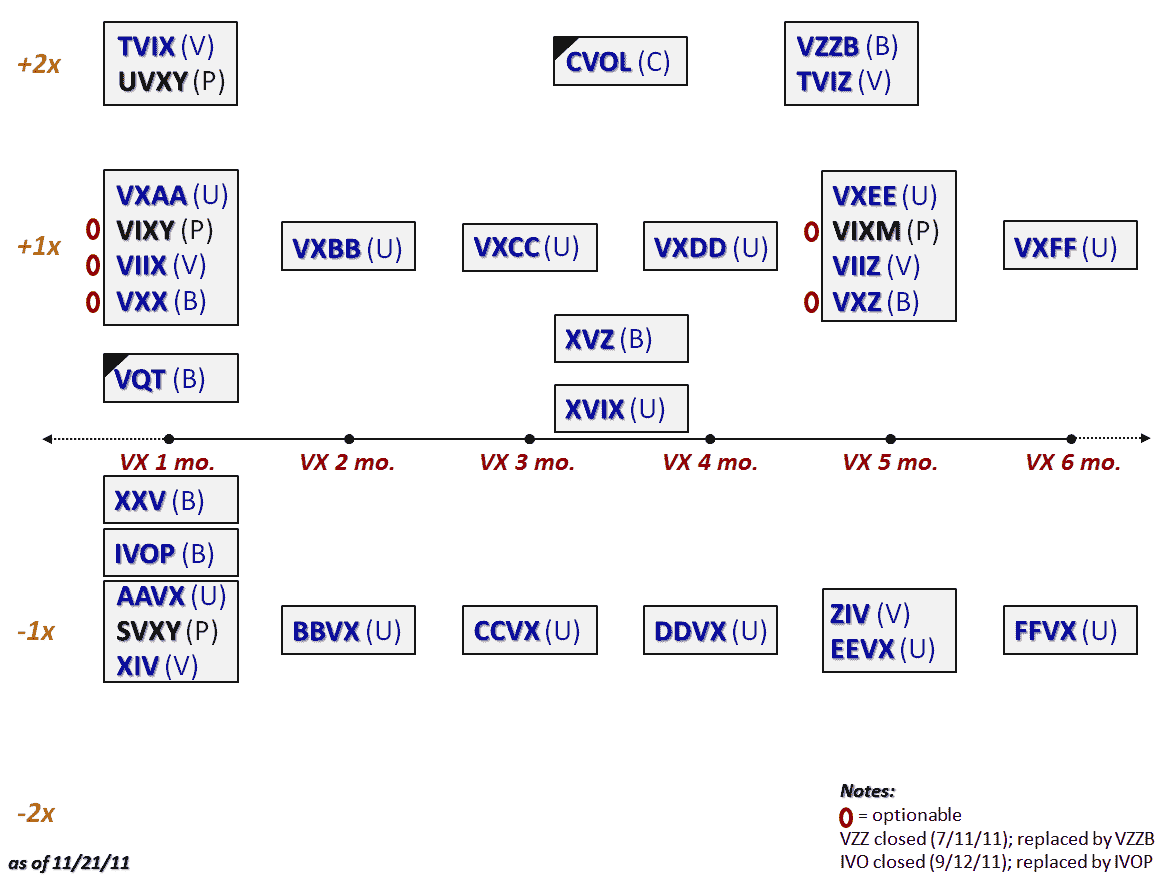 +2x
TVIX (V)
UVXY (P)
CVOL (C)
VZZB (B)
TVIZ (V)
+1x
VXAA (U)
VIXY (P)
VIIX (V)
VXX (B)
VXBB (U)
VXCC (U)
VXDD (U)
VXEE (U)
VIXM (P)
VIIZ (V)
VXZ (B)
VXFF (U)
XVZ (B)
VQT (B)
XVIX (U)
VX 1 mo.
VX 2 mo.
VX 3 mo.
VX 4 mo.
VX 5 mo.
VX 6 mo.
XXV (B)
IVOP (B)
-1x
AAVX (U)
SVXY (P)
XIV (V)
BBVX (U)
CCVX (U)
DDVX (U)
ZIV (V)
EEVX (U)
FFVX (U)
-2x
Notes:
0 = optionable
VZZ closed (7/11/11); replaced by VZZB
IVO closed (9/12/11); replaced by IVOP
as of 11/21/11